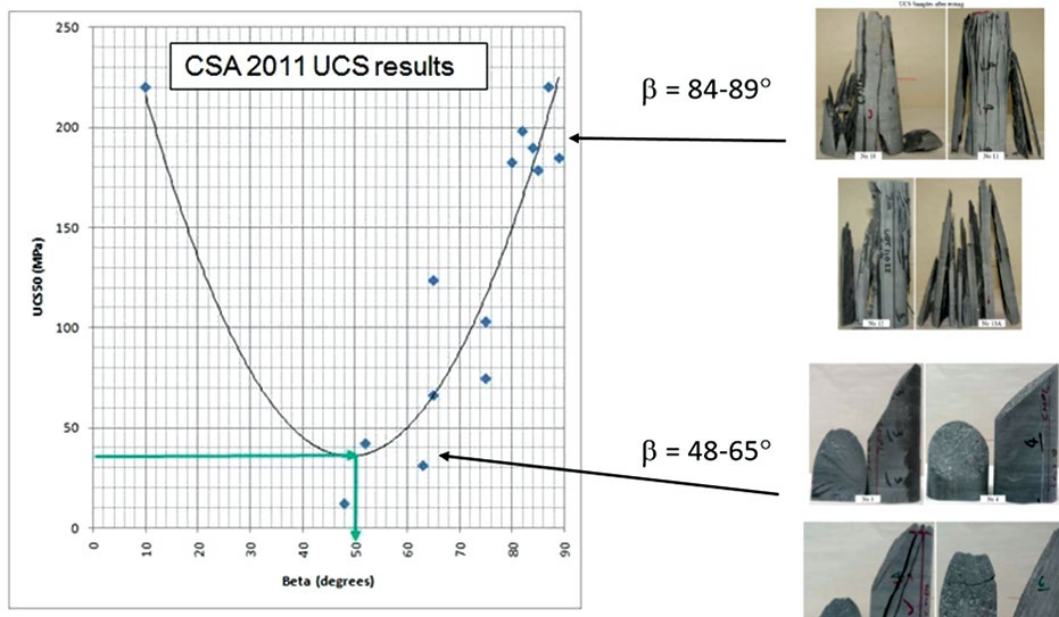 UCS Samples after testing
CSA 2011 UCS results
UCS50 (MPa)
250
200
150
100
50
0
0 10 20 30 40 50 60 70 80 90
Beta (degrees)
β = 84-89°
β = 48-65°
No 10
No 11
No 12
No 13A
No 3
No 4